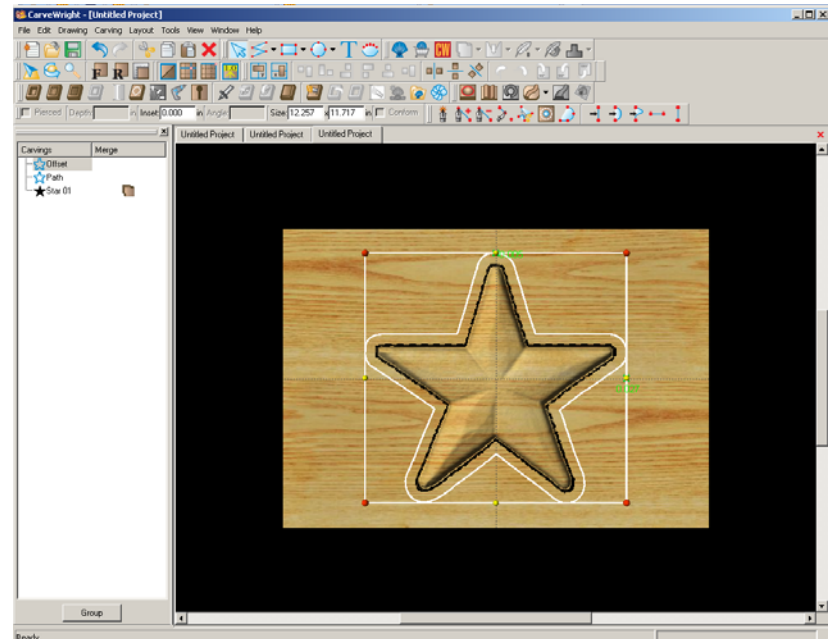 CarveWright - [Untitled Project]
File Edit Drawing Carving Layout Tools View Window Help
Pierced Depth: in Inset: 0.000 in Angle: Size: 12.257 x 11.717 in Conform
Untitled Project Untitled Project Untitled Project
Carvings Merge
Offset
Path
Star 01
Group
Ready